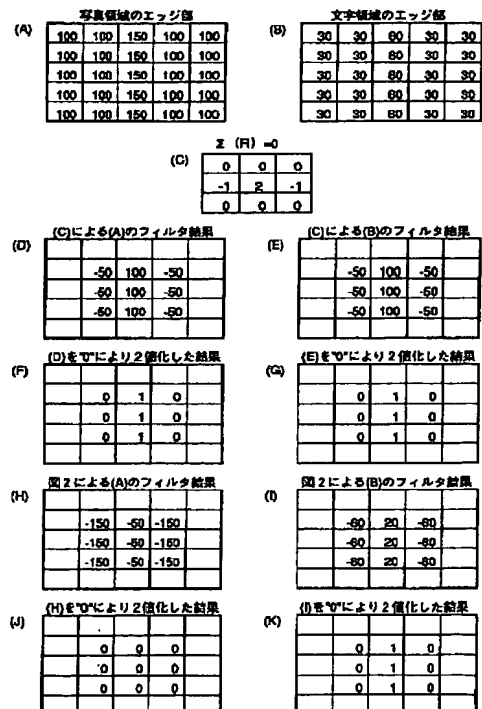 写真領域のエッジ部
(A)
100 100 150 100 100
100 100 150 100 100
100 100 150 100 100
100 100 150 100 100
100 100 150 100 100
文字領域のエッジ部
(B)
30 30 80 30 30
30 30 80 30 30
30 30 80 30 30
30 30 80 30 30
30 30 80 30 30
Σ (Fi) =0
(C)
0 0 0
-1 2 -1
0 0 0
(C)による(A)のフィルタ結果
(D)
-50 100 -50
-50 100 -50
-50 100 -50
(C)による(B)のフィルタ結果
(E)
-50 100 -50
-50 100 -50
-50 100 -50
(D)を"0"により2値化した結果
(F)
0 1 0
0 1 0
0 1 0
(E)を"0"により2値化した結果
(G)
0 1 0
0 1 0
0 1 0
図2による(A)のフィルタ結果
(H)
-150 -50 -150
-150 -50 -150
-150 -50 -150
図2による(B)のフィルタ結果
(I)
-80 20 -80
-80 20 -80
-80 20 -80
(H)を"0"により2値化した結果
(J)
0 0 0
0 0 0
0 0 0
(I)を"0"により2値化した結果
(K)
0 1 0
0 1 0
0 1 0